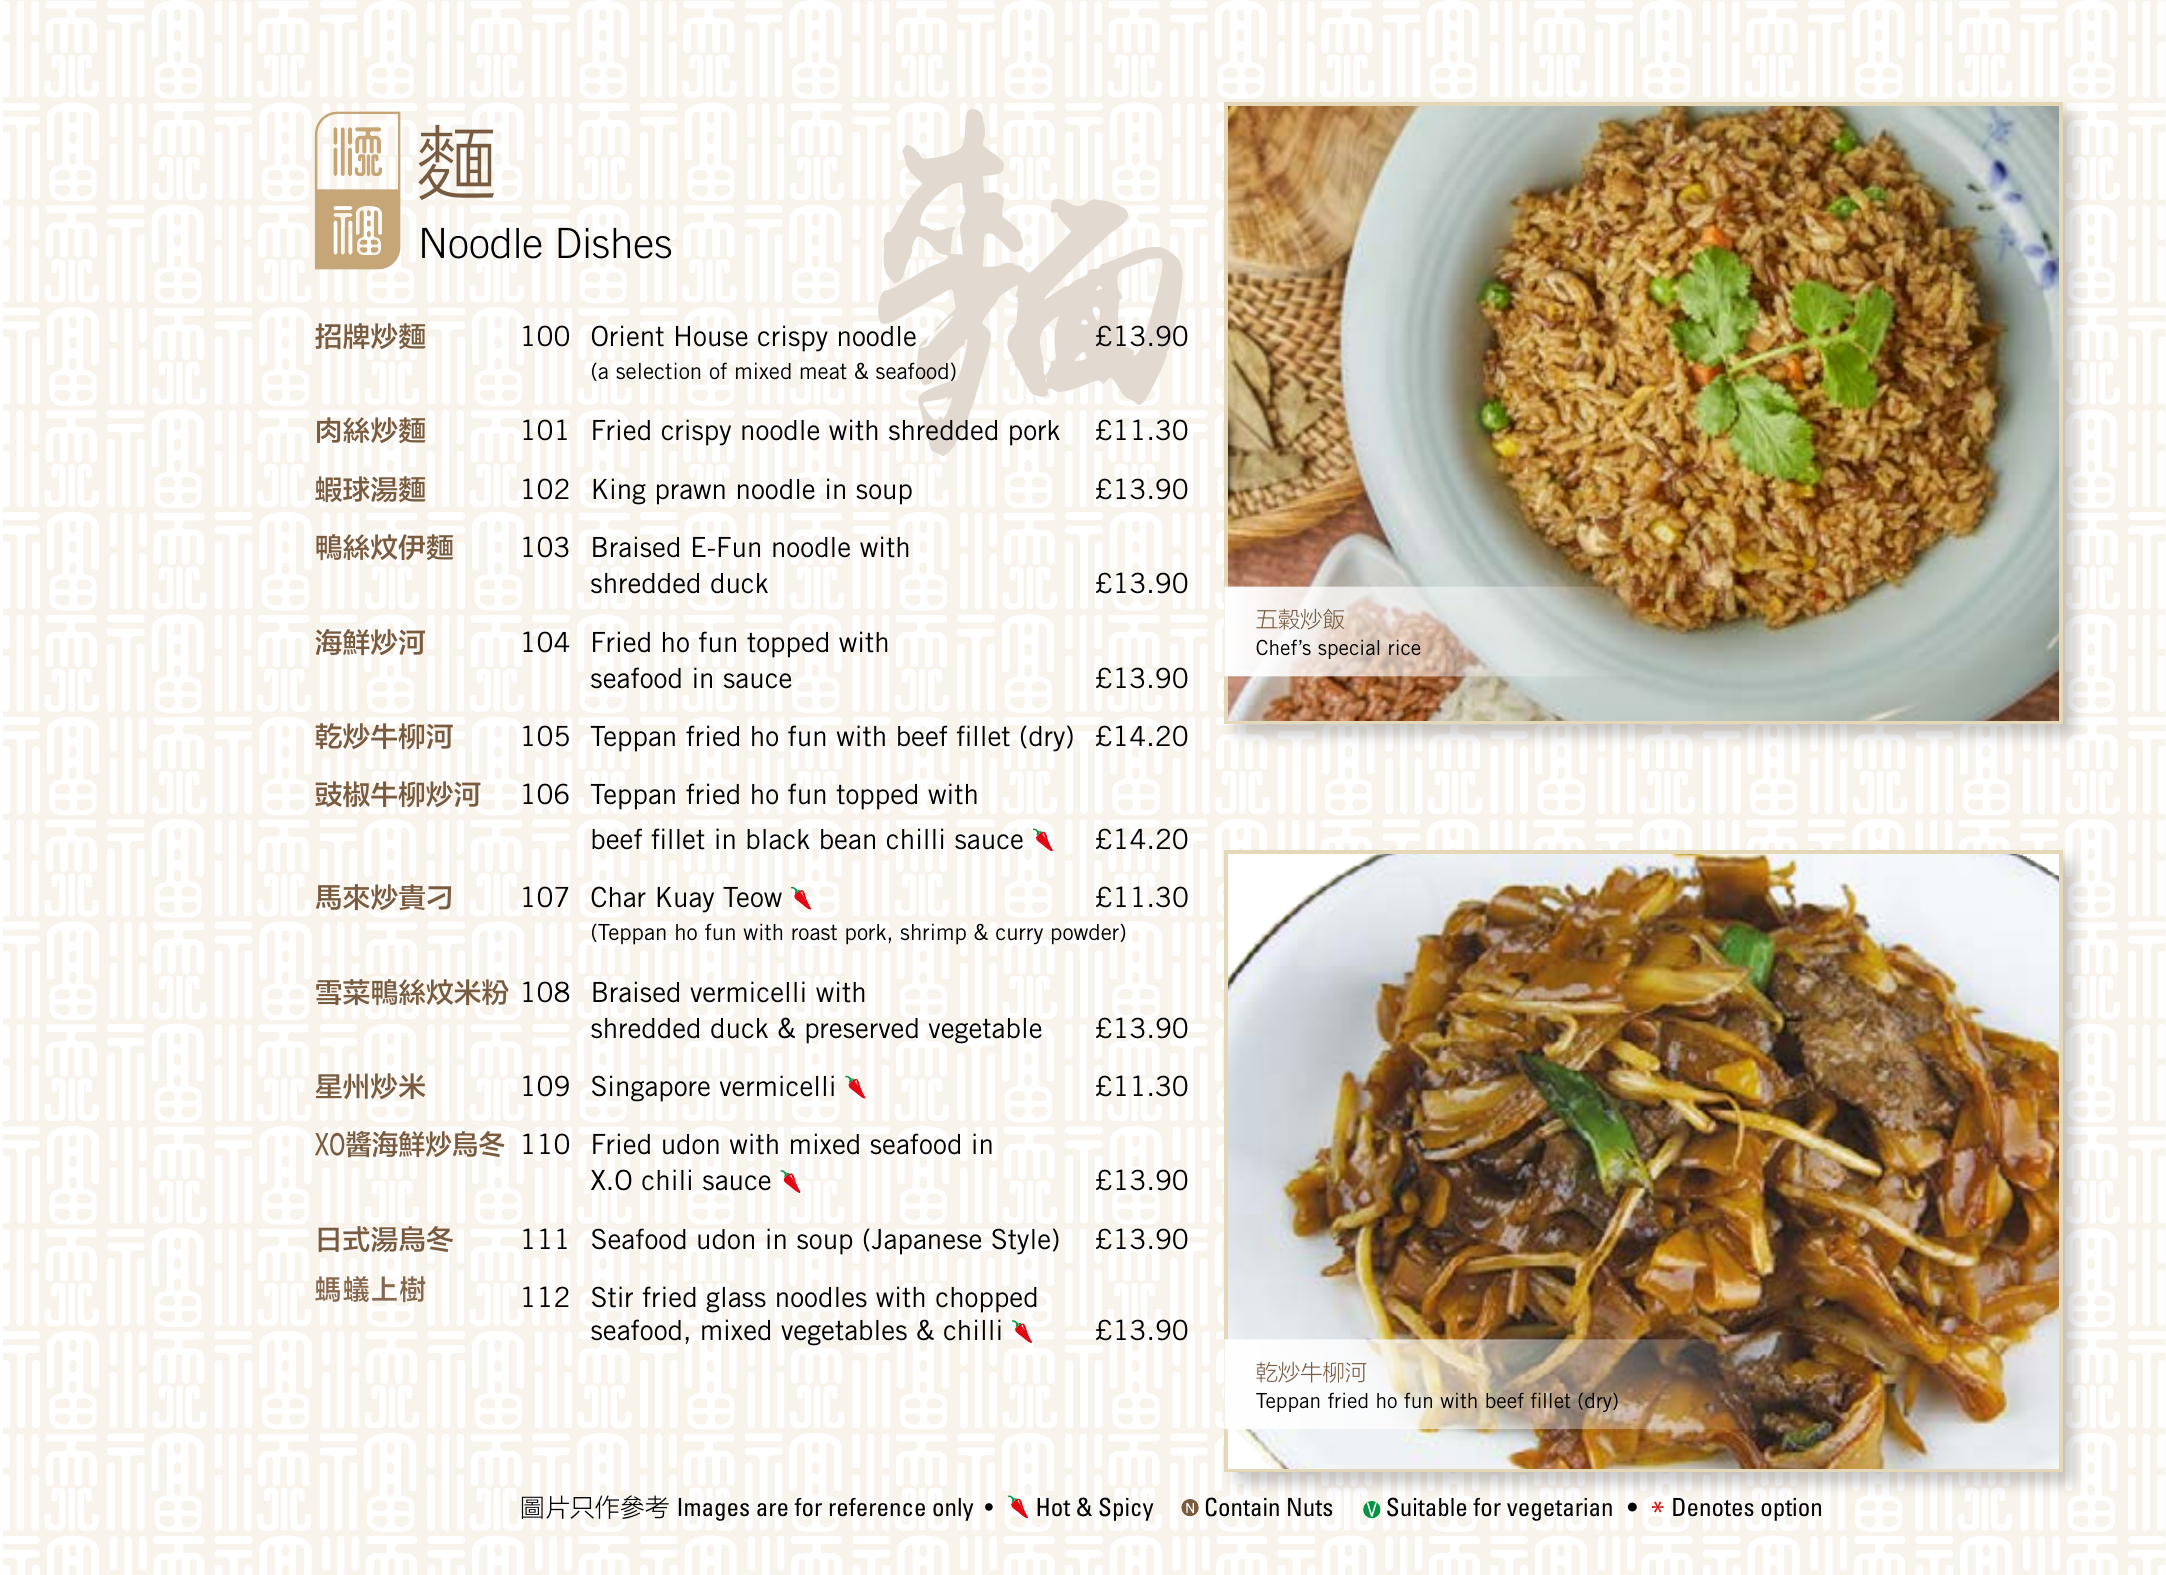 順
福
麵
Noodle Dishes
麵
招牌炒麵 100 Orient House crispy noodle £13.90
(a selection of mixed meat & seafood)
肉絲炒麵 101 Fried crispy noodle with shredded pork £11.30
蝦球湯麵 102 King prawn noodle in soup £13.90
鴨絲炆伊麵 103 Braised E-Fun noodle with
shredded duck £13.90
海鮮炒河 104 Fried ho fun topped with
seafood in sauce £13.90
乾炒牛柳河 105 Teppan fried ho fun with beef fillet (dry) £14.20
豉椒牛柳炒河 106 Teppan fried ho fun topped with
beef fillet in black bean chilli sauce £14.20
馬來炒貴刁 107 Char Kuay Teow £11.30
(Teppan ho fun with roast pork, shrimp & curry powder)
雪菜鴨絲炆米粉 108 Braised vermicelli with
shredded duck & preserved vegetable £13.90
星州炒米 109 Singapore vermicelli £11.30
XO醬海鮮炒烏冬 110 Fried udon with mixed seafood in
X.O chili sauce £13.90
日式湯烏冬 111 Seafood udon in soup (Japanese Style) £13.90
螞蟻上樹 112 Stir fried glass noodles with chopped
seafood, mixed vegetables & chilli £13.90
五穀炒飯
Chef’s special rice
乾炒牛柳河
Teppan fried ho fun with beef fillet (dry)
圖片只作參考 Images are for reference only • Hot & Spicy N Contain Nuts V Suitable for vegetarian • * Denotes option